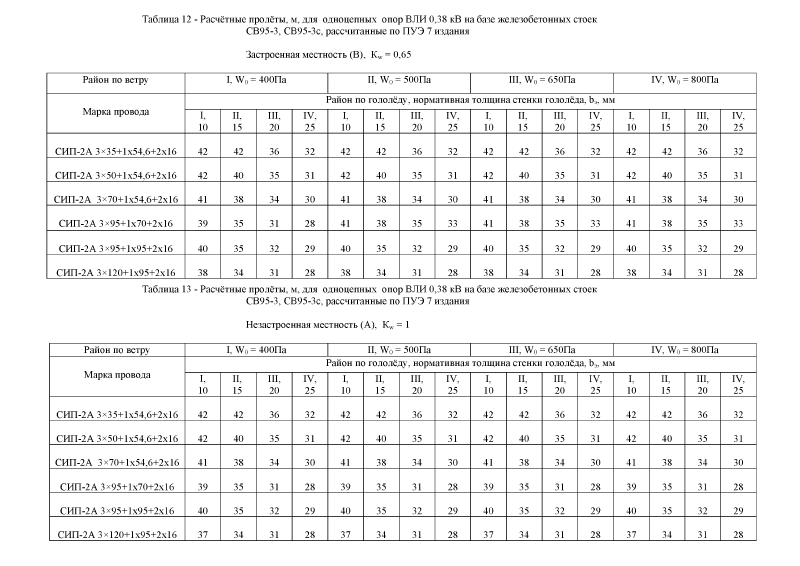 Таблица 12 - Расчётные пролёты, м, для одноцепных опор ВЛИ 0,38 кВ на базе железобетонных стоек
СВ95-3, СВ95-3с, рассчитанные по ПУЭ 7 издания
Застроенная местность (В), Kw = 0,65
Район по ветру I, W0 = 400Па II, WO = 500Па III, W0 = 650Па IV, W0 = 800Па
Марка провода Район по гололёду, нормативная толщина стенки гололёда, bэ, мм
I, II, III, IV, I, II, III, IV, I, II, III, IV, I, II, III, IV,
10 15 20 25 10 15 20 25 10 15 20 25 10 15 20 25
СИП-2А 3×35+1х54,6+2х16 42 42 36 32 42 42 36 32 42 42 36 32 42 42 36 32
СИП-2А 3×50+1х54,6+2х16 42 40 35 31 42 40 35 31 42 40 35 31 42 40 35 31
СИП-2А 3×70+1х54,6+2х16 41 38 34 30 41 38 34 30 41 38 34 30 41 38 34 30
СИП-2А 3×95+1х70+2х16 39 35 31 28 41 38 35 33 41 38 35 33 41 38 35 33
СИП-2А 3×95+1х95+2х16 40 35 32 29 40 35 32 29 40 35 32 29 40 35 32 29
СИП-2А 3×120+1х95+2х16 38 34 31 28 38 34 31 28 38 34 31 28 38 34 31 28
Таблица 13 - Расчётные пролёты, м, для одноцепных опор ВЛИ 0,38 кВ на базе железобетонных стоек
СВ95-3, СВ95-3с, рассчитанные по ПУЭ 7 издания
Незастроенная местность (А), Kw = 1
Район по ветру I, W0 = 400Па II, W0 = 500Па III, W0 = 650Па IV, W0 = 800Па
Марка провода Район по гололёду, нормативная толщина стенки гололёда, bэ, мм
I, II, III, IV, I, II, III, IV, I, II, III, IV, I, II, III, IV,
10 15 20 25 10 15 20 25 10 15 20 25 10 15 20 25
СИП-2А 3×35+1х54,6+2х16 42 42 36 32 42 42 36 32 42 42 36 32 42 42 36 32
СИП-2А 3×50+1х54,6+2х16 42 40 35 31 42 40 35 31 42 40 35 31 42 40 35 31
СИП-2А 3×70+1х54,6+2х16 41 38 34 30 41 38 34 30 41 38 34 30 41 38 34 30
СИП-2А 3×95+1х70+2х16 39 35 31 28 39 35 31 28 39 35 31 28 39 35 31 28
СИП-2А 3×95+1х95+2х16 40 35 32 29 40 35 32 29 40 35 32 29 40 35 32 29
СИП-2А 3×120+1х95+2х16 37 34 31 28 37 34 31 28 37 34 31 28 37 34 31 28